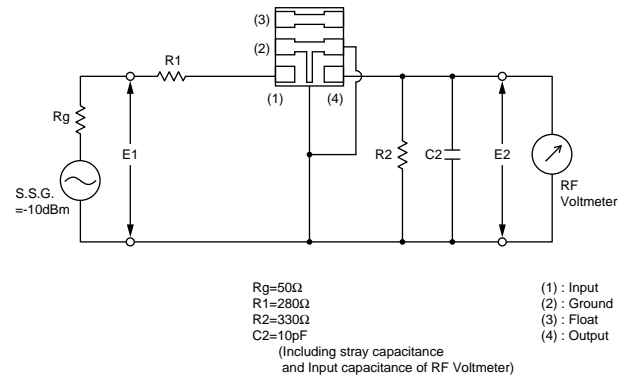 (3)
(2)
R1
(1)
(4)
Rg
E1
R2
C2
E2
S.S.G.
=-10dBm
RF
Voltmeter
Rg=50Ω
R1=280Ω
R2=330Ω
C2=10pF
(Including stray capacitance
and Input capacitance of RF Voltmeter)
(1) : Input
(2) : Ground
(3) : Float
(4) : Output